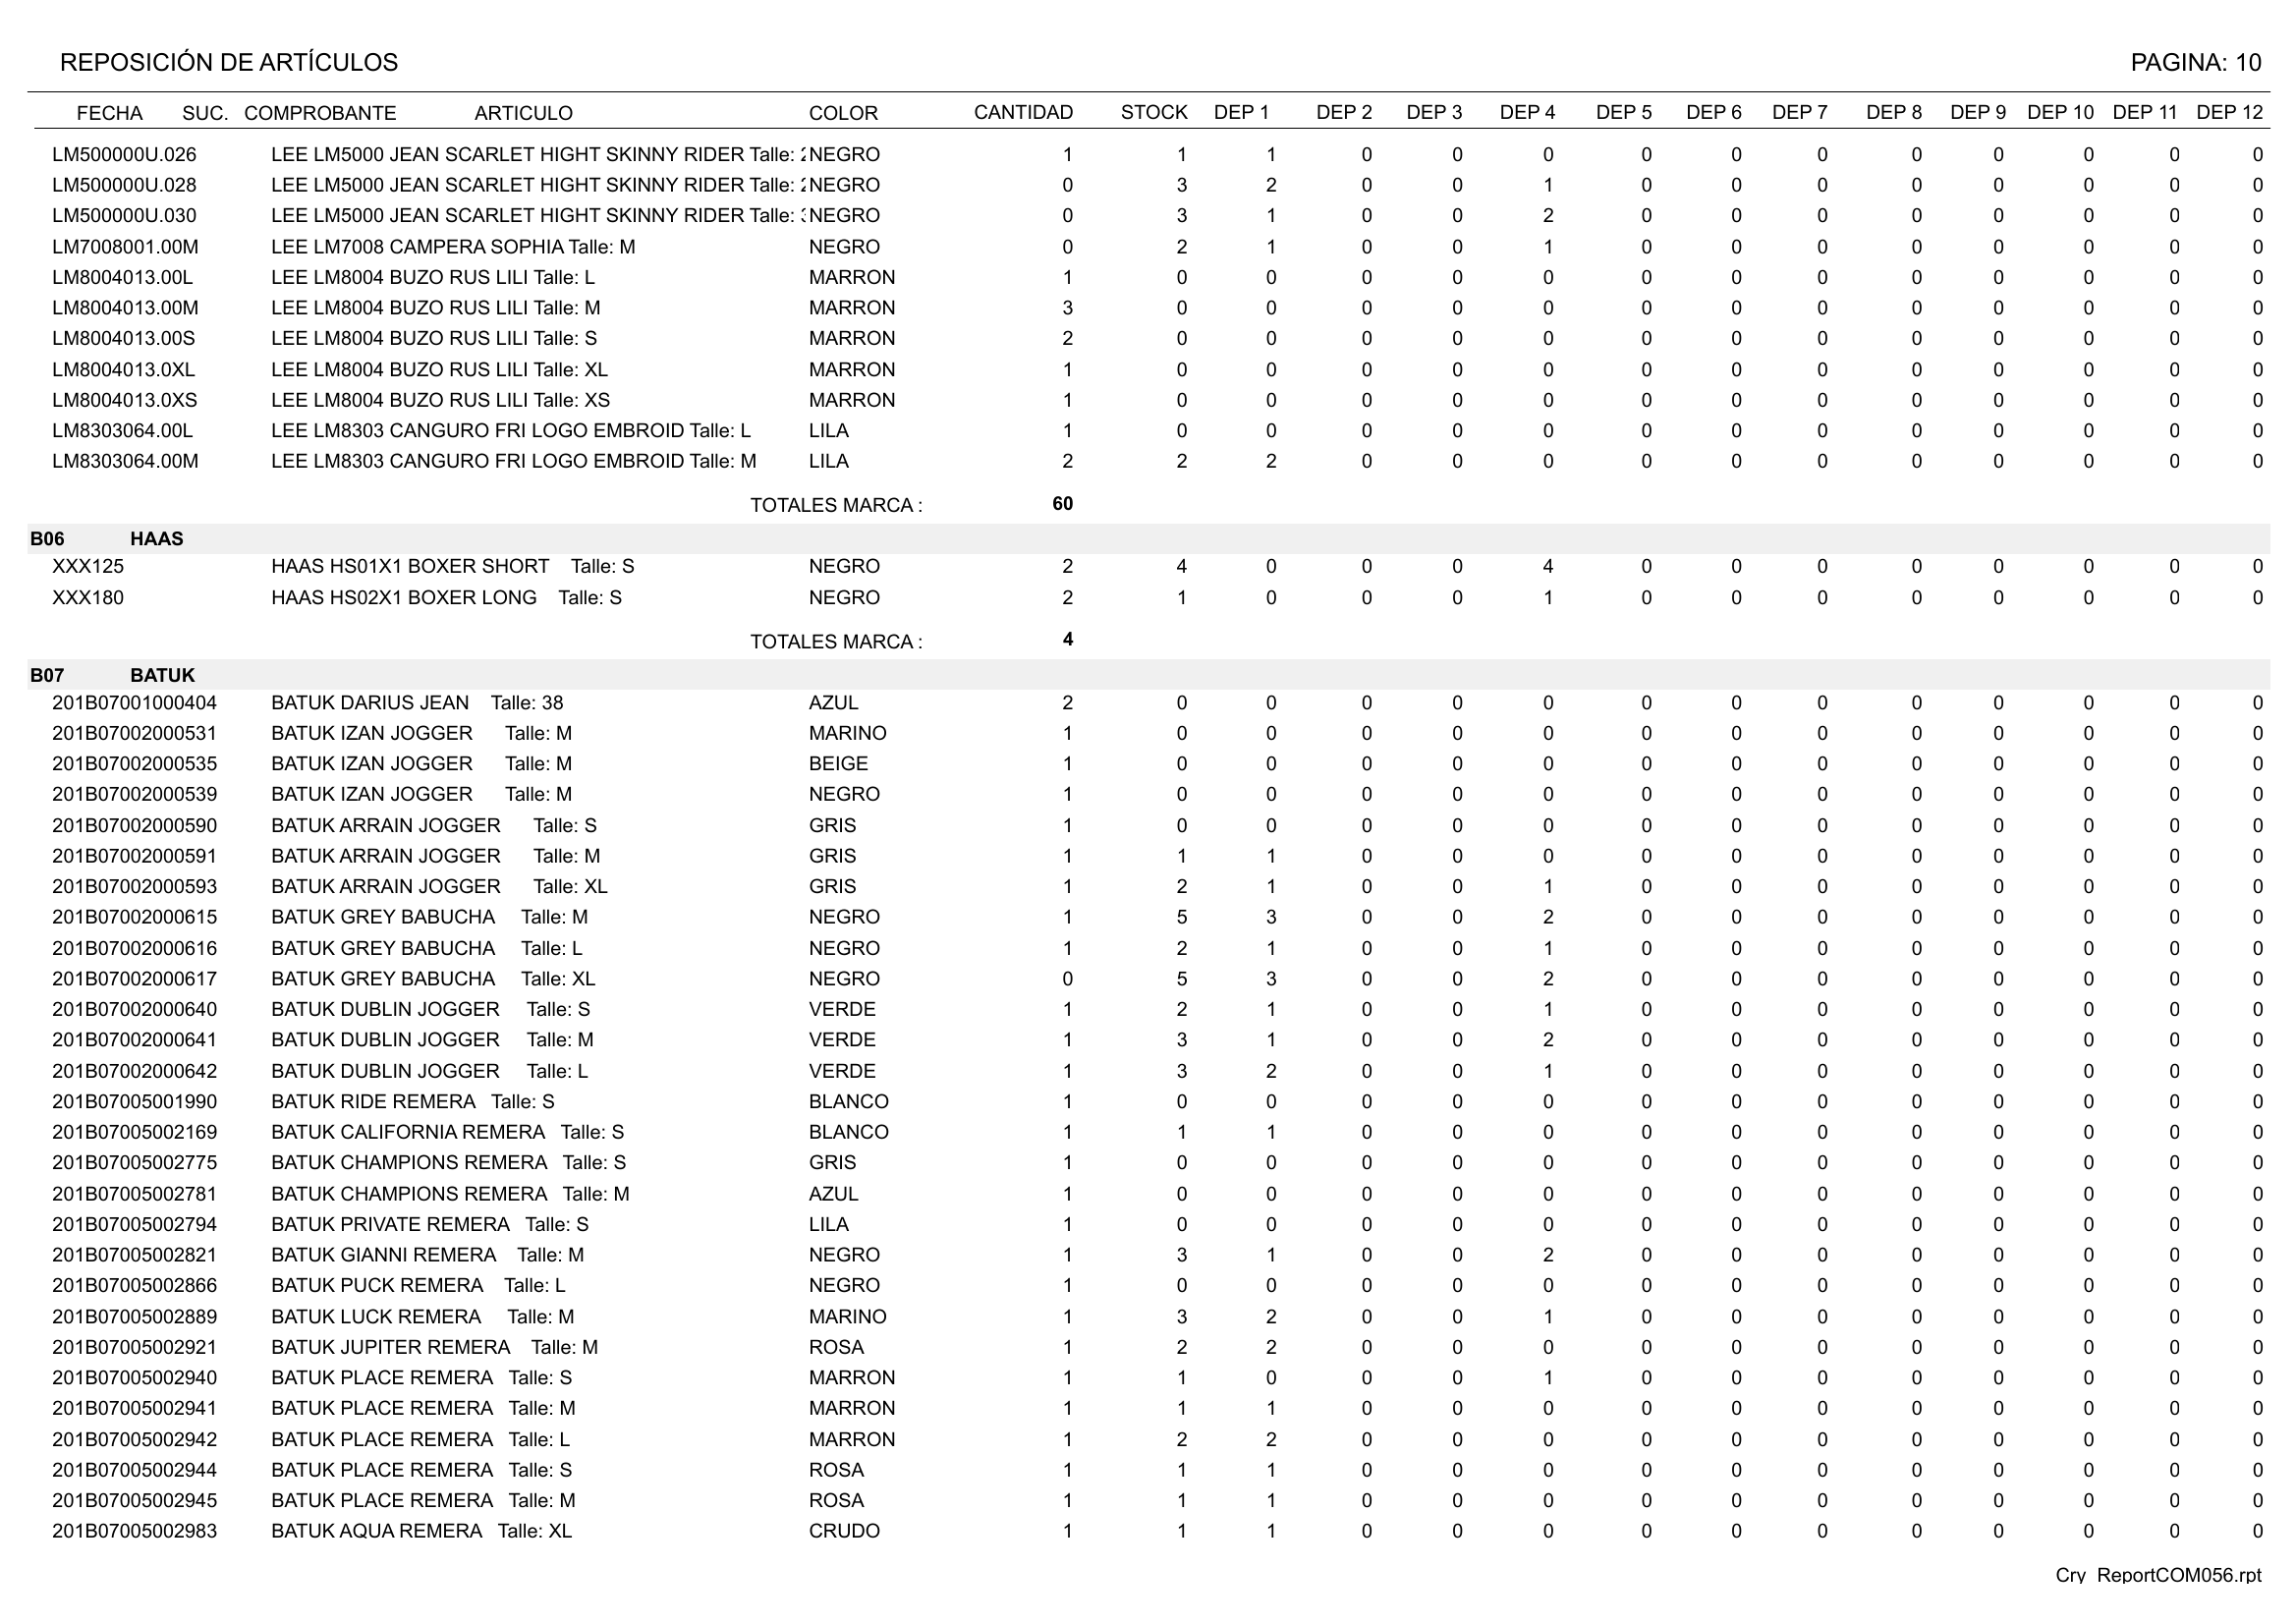 REPOSICIÓN DE ARTÍCULOS PAGINA: 10
FECHA SUC. COMPROBANTE ARTICULO COLOR CANTIDAD STOCK DEP 1 DEP 2 DEP 3 DEP 4 DEP 5 DEP 6 DEP 7 DEP 8 DEP 9 DEP 10 DEP 11 DEP 12
LM500000U.026 LEE LM5000 JEAN SCARLET HIGHT SKINNY RIDER Talle: NEGRO 1 1 1 0 0 0 0 0 0 0 0 0 0 0
LM500000U.028 LEE LM5000 JEAN SCARLET HIGHT SKINNY RIDER Talle: NEGRO 0 3 2 0 0 1 0 0 0 0 0 0 0 0
LM500000U.030 LEE LM5000 JEAN SCARLET HIGHT SKINNY RIDER Talle: NEGRO 0 3 1 0 0 2 0 0 0 0 0 0 0 0
LM7008001.00M LEE LM7008 CAMPERA SOPHIA Talle: M NEGRO 0 2 1 0 0 1 0 0 0 0 0 0 0 0
LM8004013.00L LEE LM8004 BUZO RUS LILI Talle: L MARRON 1 0 0 0 0 0 0 0 0 0 0 0 0 0
LM8004013.00M LEE LM8004 BUZO RUS LILI Talle: M MARRON 3 0 0 0 0 0 0 0 0 0 0 0 0 0
LM8004013.00S LEE LM8004 BUZO RUS LILI Talle: S MARRON 2 0 0 0 0 0 0 0 0 0 0 0 0 0
LM8004013.0XL LEE LM8004 BUZO RUS LILI Talle: XL MARRON 1 0 0 0 0 0 0 0 0 0 0 0 0 0
LM8004013.0XS LEE LM8004 BUZO RUS LILI Talle: XS MARRON 1 0 0 0 0 0 0 0 0 0 0 0 0 0
LM8303064.00L LEE LM8303 CANGURO FRI LOGO EMBROID Talle: L LILA 1 0 0 0 0 0 0 0 0 0 0 0 0 0
LM8303064.00M LEE LM8303 CANGURO FRI LOGO EMBROID Talle: M LILA 2 2 2 0 0 0 0 0 0 0 0 0 0 0
TOTALES MARCA : 60
B06 HAAS
XXX125 HAAS HS01X1 BOXER SHORT Talle: S NEGRO 2 4 0 0 0 4 0 0 0 0 0 0 0 0
XXX180 HAAS HS02X1 BOXER LONG Talle: S NEGRO 2 1 0 0 0 1 0 0 0 0 0 0 0 0
TOTALES MARCA : 4
B07 BATUK
201B07001000404 BATUK DARIUS JEAN Talle: 38 AZUL 2 0 0 0 0 0 0 0 0 0 0 0 0 0
201B07002000531 BATUK IZAN JOGGER Talle: M MARINO 1 0 0 0 0 0 0 0 0 0 0 0 0 0
201B07002000535 BATUK IZAN JOGGER Talle: M BEIGE 1 0 0 0 0 0 0 0 0 0 0 0 0 0
201B07002000539 BATUK IZAN JOGGER Talle: M NEGRO 1 0 0 0 0 0 0 0 0 0 0 0 0 0
201B07002000590 BATUK ARRAIN JOGGER Talle: S GRIS 1 0 0 0 0 0 0 0 0 0 0 0 0 0
201B07002000591 BATUK ARRAIN JOGGER Talle: M GRIS 1 1 1 0 0 0 0 0 0 0 0 0 0 0
201B07002000593 BATUK ARRAIN JOGGER Talle: XL GRIS 1 2 1 0 0 1 0 0 0 0 0 0 0 0
201B07002000615 BATUK GREY BABUCHA Talle: M NEGRO 1 5 3 0 0 2 0 0 0 0 0 0 0 0
201B07002000616 BATUK GREY BABUCHA Talle: L NEGRO 1 2 1 0 0 1 0 0 0 0 0 0 0 0
201B07002000617 BATUK GREY BABUCHA Talle: XL NEGRO 0 5 3 0 0 2 0 0 0 0 0 0 0 0
201B07002000640 BATUK DUBLIN JOGGER Talle: S VERDE 1 2 1 0 0 1 0 0 0 0 0 0 0 0
201B07002000641 BATUK DUBLIN JOGGER Talle: M VERDE 1 3 1 0 0 2 0 0 0 0 0 0 0 0
201B07002000642 BATUK DUBLIN JOGGER Talle: L VERDE 1 3 2 0 0 1 0 0 0 0 0 0 0 0
201B07005001990 BATUK RIDE REMERA Talle: S BLANCO 1 0 0 0 0 0 0 0 0 0 0 0 0 0
201B07005002169 BATUK CALIFORNIA REMERA Talle: S BLANCO 1 1 1 0 0 0 0 0 0 0 0 0 0 0
201B07005002775 BATUK CHAMPIONS REMERA Talle: S GRIS 1 0 0 0 0 0 0 0 0 0 0 0 0 0
201B07005002781 BATUK CHAMPIONS REMERA Talle: M AZUL 1 0 0 0 0 0 0 0 0 0 0 0 0 0
201B07005002794 BATUK PRIVATE REMERA Talle: S LILA 1 0 0 0 0 0 0 0 0 0 0 0 0 0
201B07005002821 BATUK GIANNI REMERA Talle: M NEGRO 1 3 1 0 0 2 0 0 0 0 0 0 0 0
201B07005002866 BATUK PUCK REMERA Talle: L NEGRO 1 0 0 0 0 0 0 0 0 0 0 0 0 0
201B07005002889 BATUK LUCK REMERA Talle: M MARINO 1 3 2 0 0 1 0 0 0 0 0 0 0 0
201B07005002921 BATUK JUPITER REMERA Talle: M ROSA 1 2 2 0 0 0 0 0 0 0 0 0 0 0
201B07005002940 BATUK PLACE REMERA Talle: S MARRON 1 1 0 0 0 1 0 0 0 0 0 0 0 0
201B07005002941 BATUK PLACE REMERA Talle: M MARRON 1 1 1 0 0 0 0 0 0 0 0 0 0 0
201B07005002942 BATUK PLACE REMERA Talle: L MARRON 1 2 2 0 0 0 0 0 0 0 0 0 0 0
201B07005002944 BATUK PLACE REMERA Talle: S ROSA 1 1 1 0 0 0 0 0 0 0 0 0 0 0
201B07005002945 BATUK PLACE REMERA Talle: M ROSA 1 1 1 0 0 0 0 0 0 0 0 0 0 0
201B07005002983 BATUK AQUA REMERA Talle: XL CRUDO 1 1 1 0 0 0 0 0 0 0 0 0 0 0
Cry_ReportCOM056.rpt